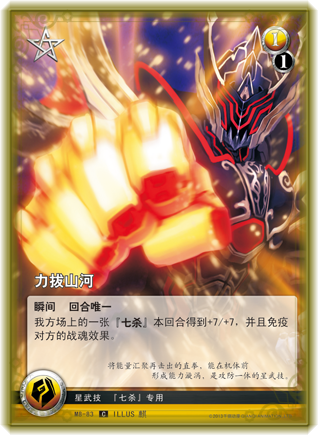 1
1
力拔山河
瞬间 回合唯一
我方场上的一张『七杀』本回合得到+7/+7，并且免疫
对方的战魂效果。
将能量汇聚再击出的直拳，能在机体前
形成能力漩涡，是攻防一体的星武技。
星武技 「七杀」专用
M8-83 C ILLUS 麒